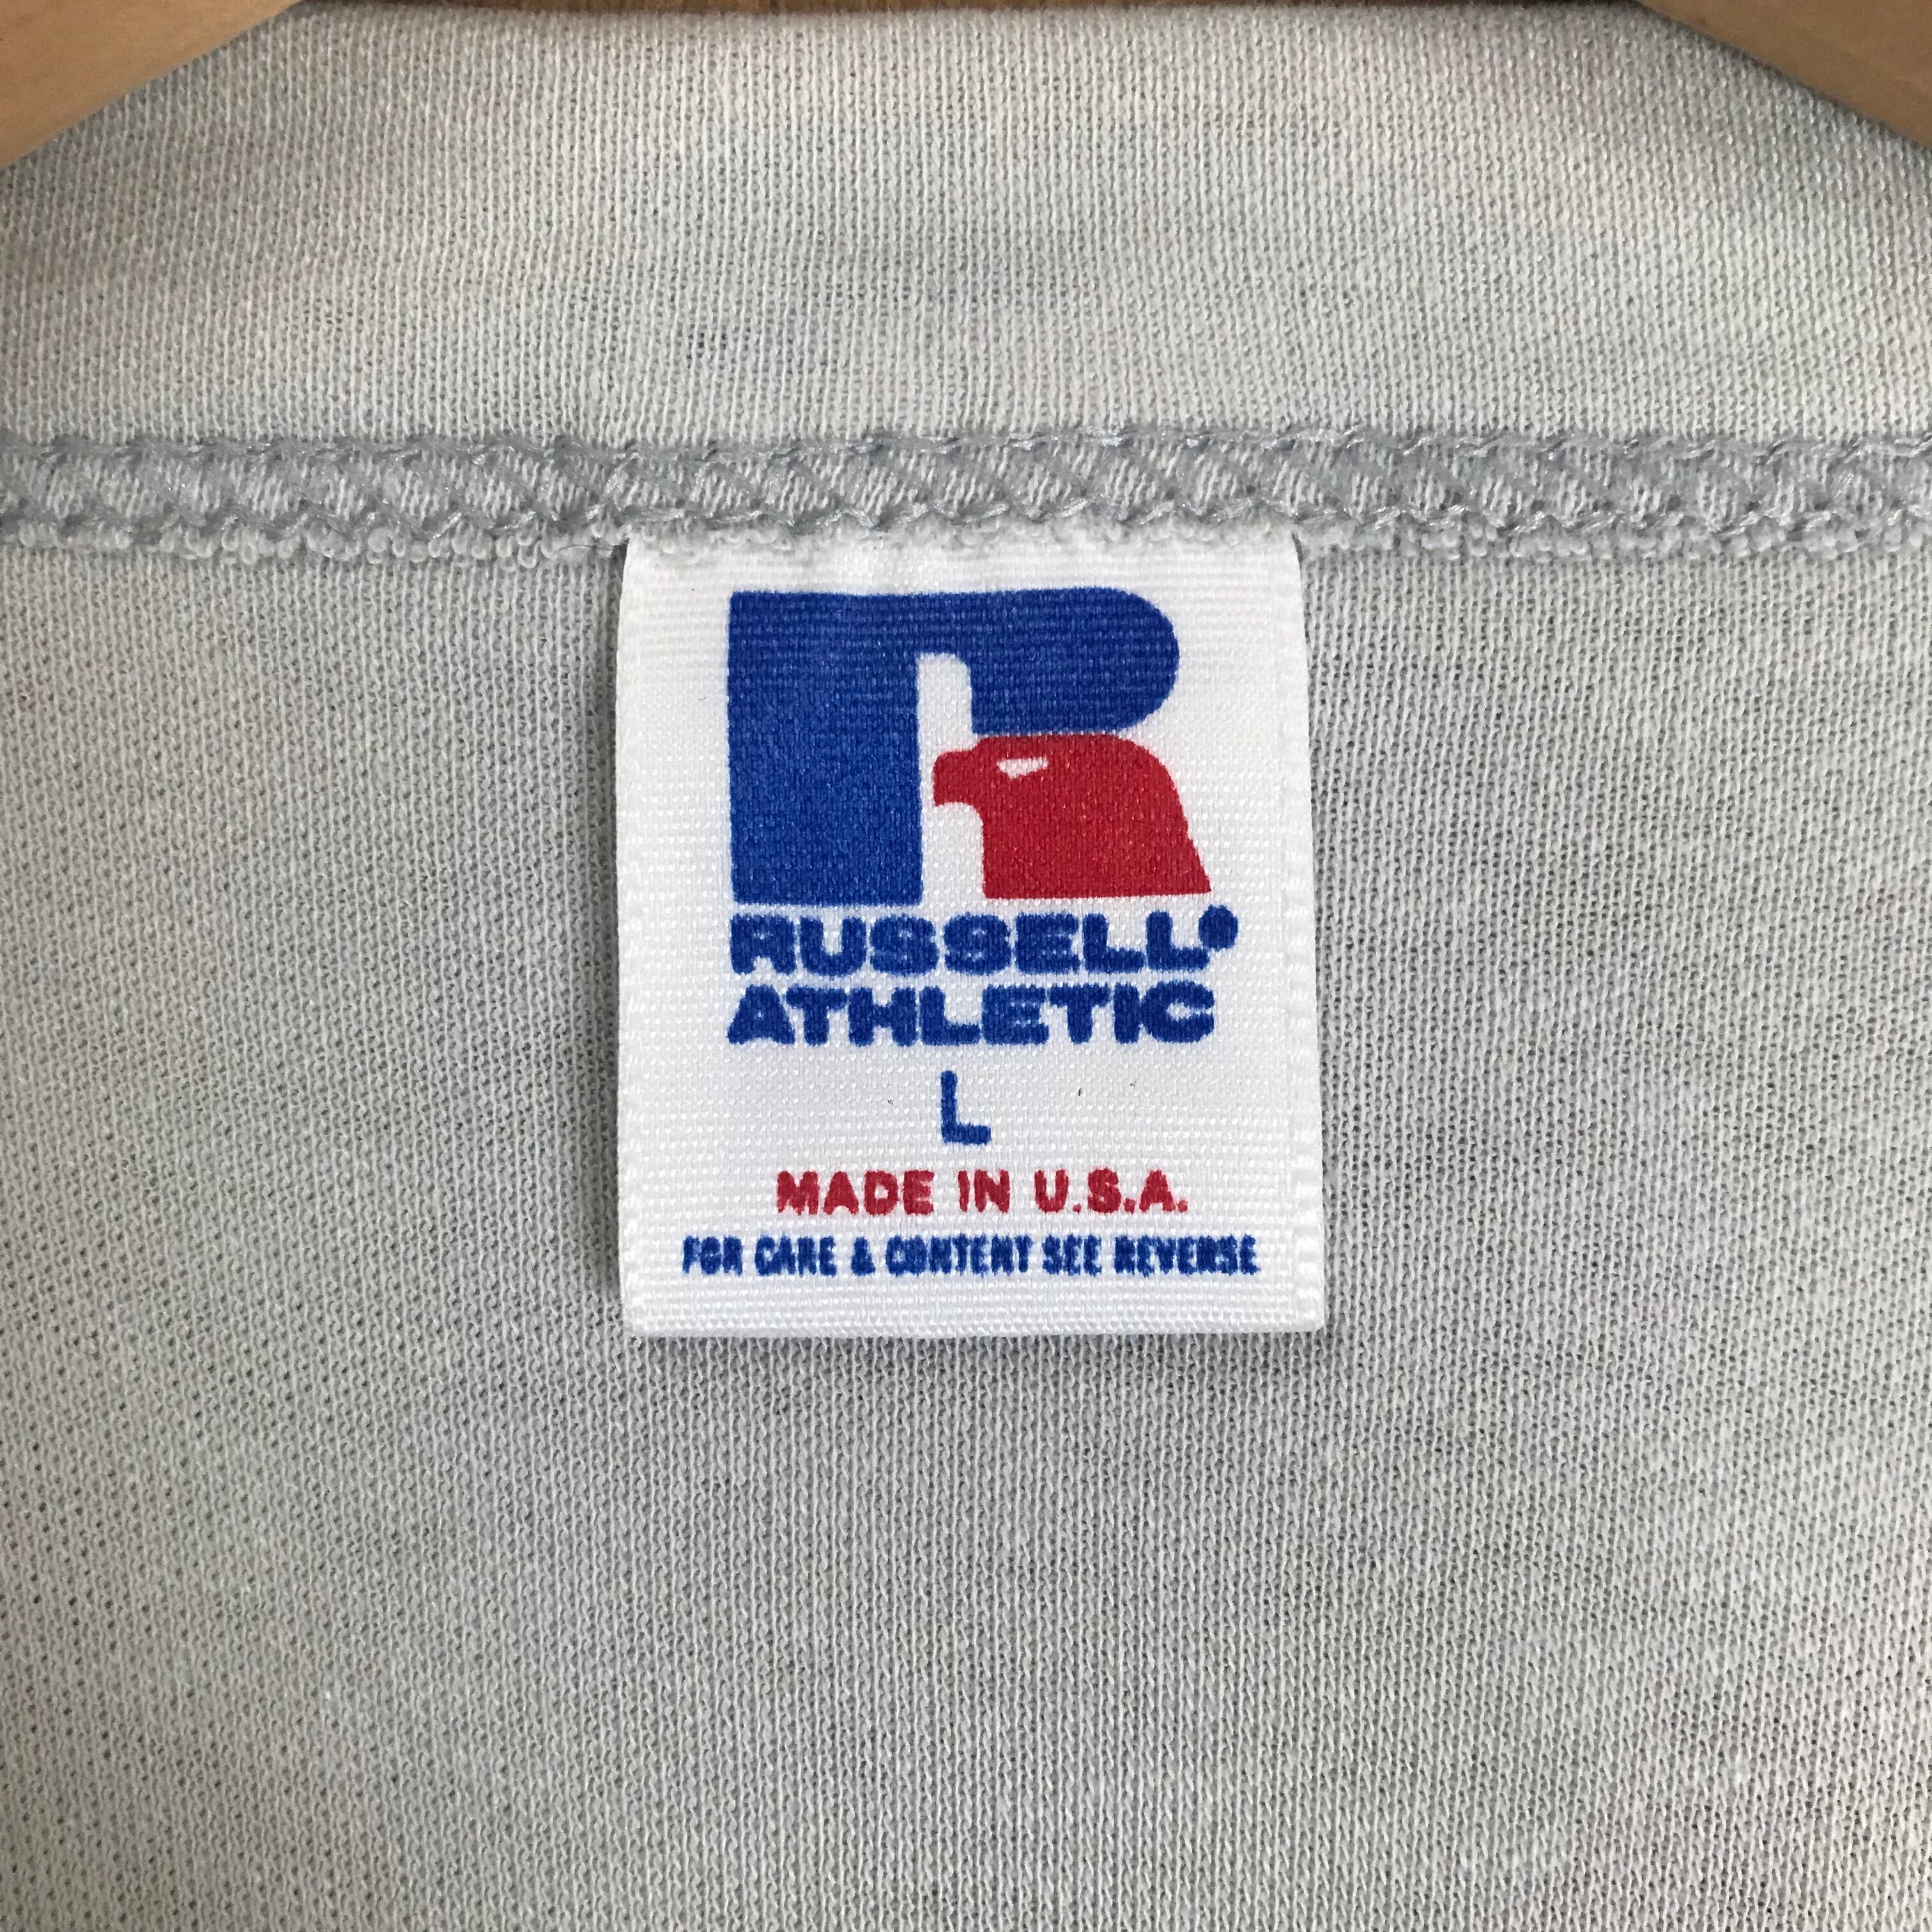 R
RUSSELL
ATHLETIC
L
MADE IN U.S.A.
FOR CARE & CONTENT SEE REVERSE